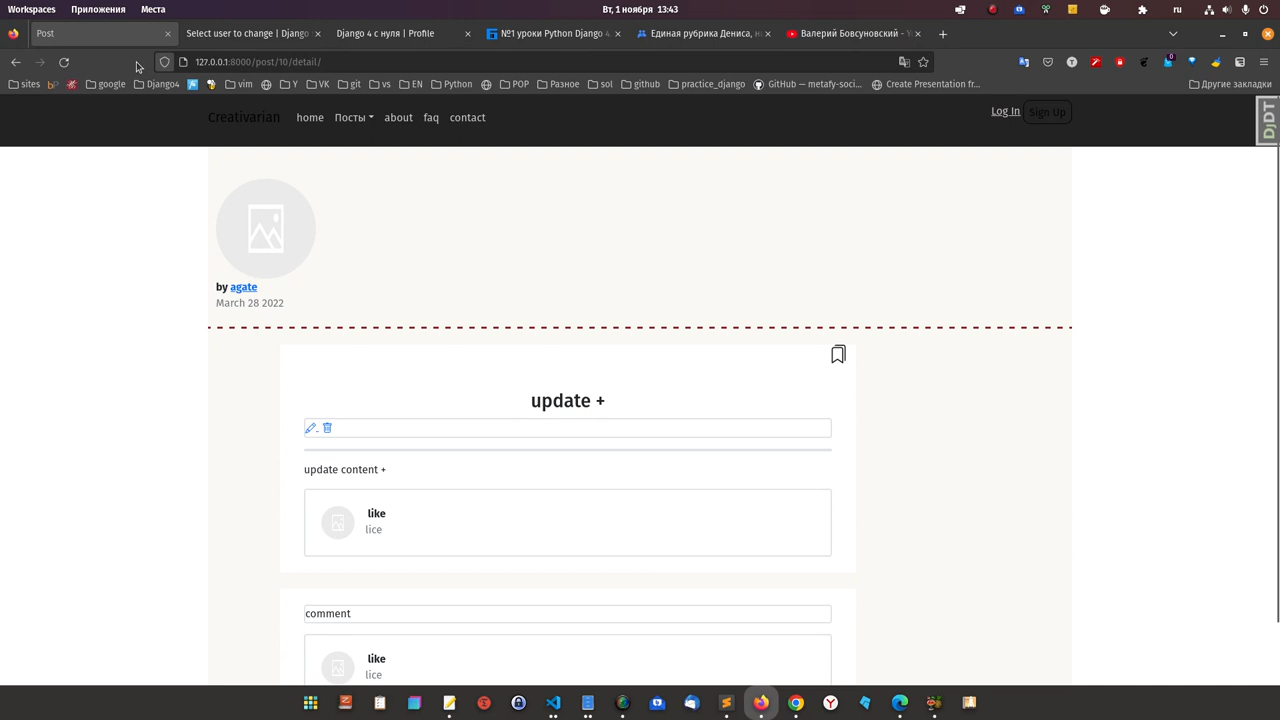 Workspaces Приложения Места Вт, 1 ноября 13:43 ru
Post Select user to change | Django Django 4 с нуля | Profile №1 уроки Python Django 4. Единая рубрика Дениса, н Валерий Бовсуновский - Y
127.0.0.1:8000/post/10/detail/
sites google Django4 vim Y VK git vs EN Python POP Разное sol github practice_django GitHub — metafy-soci... Create Presentation fr... Другие закладки
Creativarian home Посты about faq contact Log In Sign Up
DjDT
by agate
March 28 2022
update +
update content +
like
lice
comment
like
lice